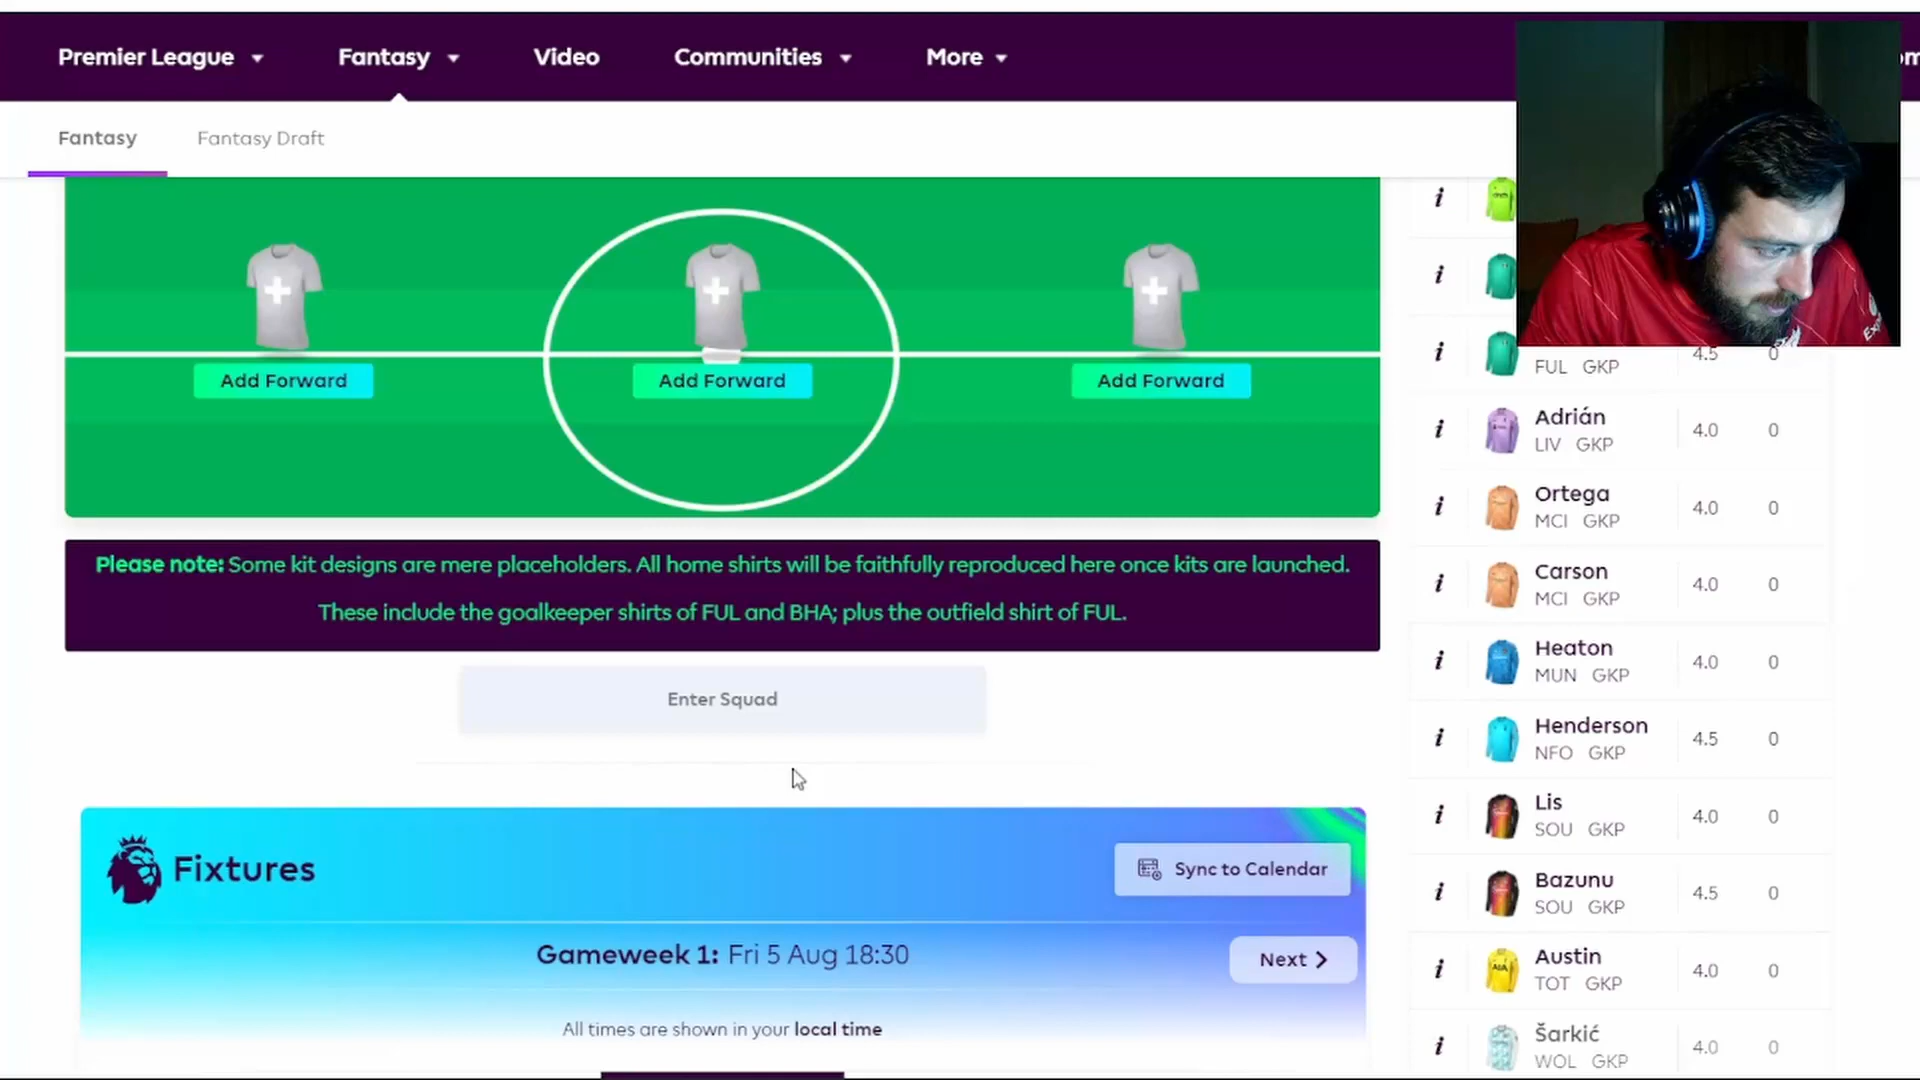 Premier League
Fantasy
Video
Communities
More
Fantasy
Fantasy Draft
Add Forward
Add Forward
Add Forward
Please note: Some kit designs are mere placeholders. All home shirts will be faithfully reproduced here once kits are launched.
These include the goalkeeper shirts of FUL and BHA; plus the outfield shirt of FUL.
Enter Squad
Fixtures
Sync to Calendar
Gameweek 1: Fri 5 Aug 18:30
Next
All times are shown in your local time
i
i
i FUL GKP 4.5 0
i Adrián 4.0 0
LIV GKP
i Ortega 4.0 0
MCI GKP
i Carson 4.0 0
MCI GKP
i Heaton 4.0 0
MUN GKP
i Henderson 4.5 0
NFO GKP
i Lis 4.0 0
SOU GKP
i Bazunu 4.5 0
SOU GKP
i Austin 4.0 0
TOT GKP
i Šarkić 4.0 0
WOL GKP